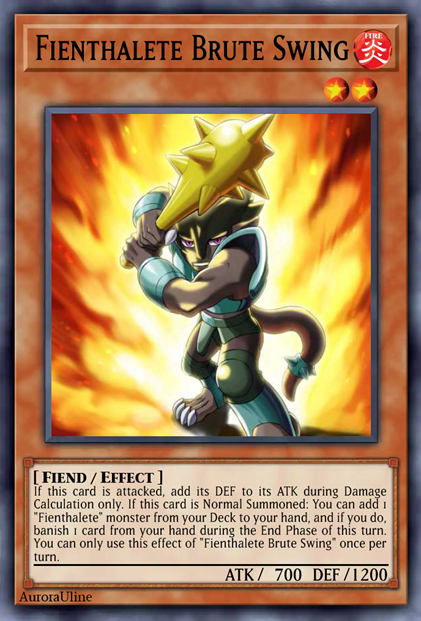 Fienthalete Brute Swing
FIRE
炎
[ Fiend / Effect ]
If this card is attacked, add its DEF to its ATK during Damage
Calculation only. If this card is Normal Summoned: You can add 1
"Fienthalete" monster from your Deck to your hand, and if you do,
banish 1 card from your hand during the End Phase of this turn.
You can only use this effect of "Fienthalete Brute Swing" once per
turn.
ATK/ 700 DEF/1200
AuroraUline